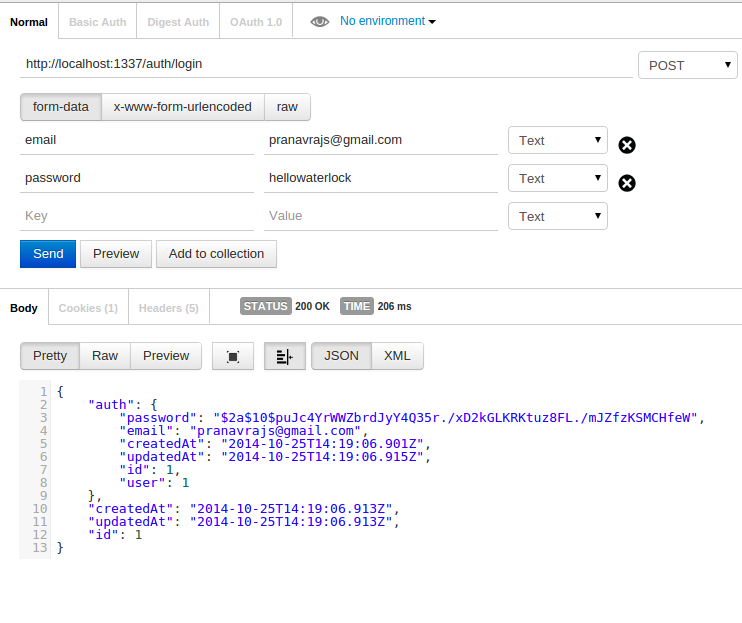 Normal Basic Auth Digest Auth OAuth 1.0 No environment
http://localhost:1337/auth/login POST
form-data x-www-form-urlencoded raw
email pranavrajs@gmail.com Text
password hellowaterlock Text
Key Value Text
Send Preview Add to collection
Body Cookies (1) Headers (5) STATUS 200 OK TIME 206 ms
Pretty Raw Preview JSON XML
1 {
2 "auth": {
3 "password": "$2a$10$puJc4YrWWZbrdJyY4Q35r./xD2kGLKRKtuz8FL./mJZfzKSMCHfeW",
4 "email": "pranavrajs@gmail.com",
5 "createdAt": "2014-10-25T14:19:06.901Z",
6 "updatedAt": "2014-10-25T14:19:06.915Z",
7 "id": 1,
8 "user": 1
9 },
10 "createdAt": "2014-10-25T14:19:06.913Z",
11 "updatedAt": "2014-10-25T14:19:06.913Z",
12 "id": 1
13 }